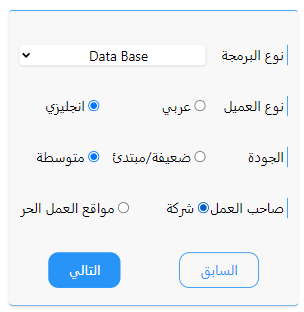 نوع البرمجة Data Base
نوع العميل عربي انجليزي
الجودة ضعيفة/مبتدئ متوسطة
صاحب العمل شركة مواقع العمل الحر
السابق التالي